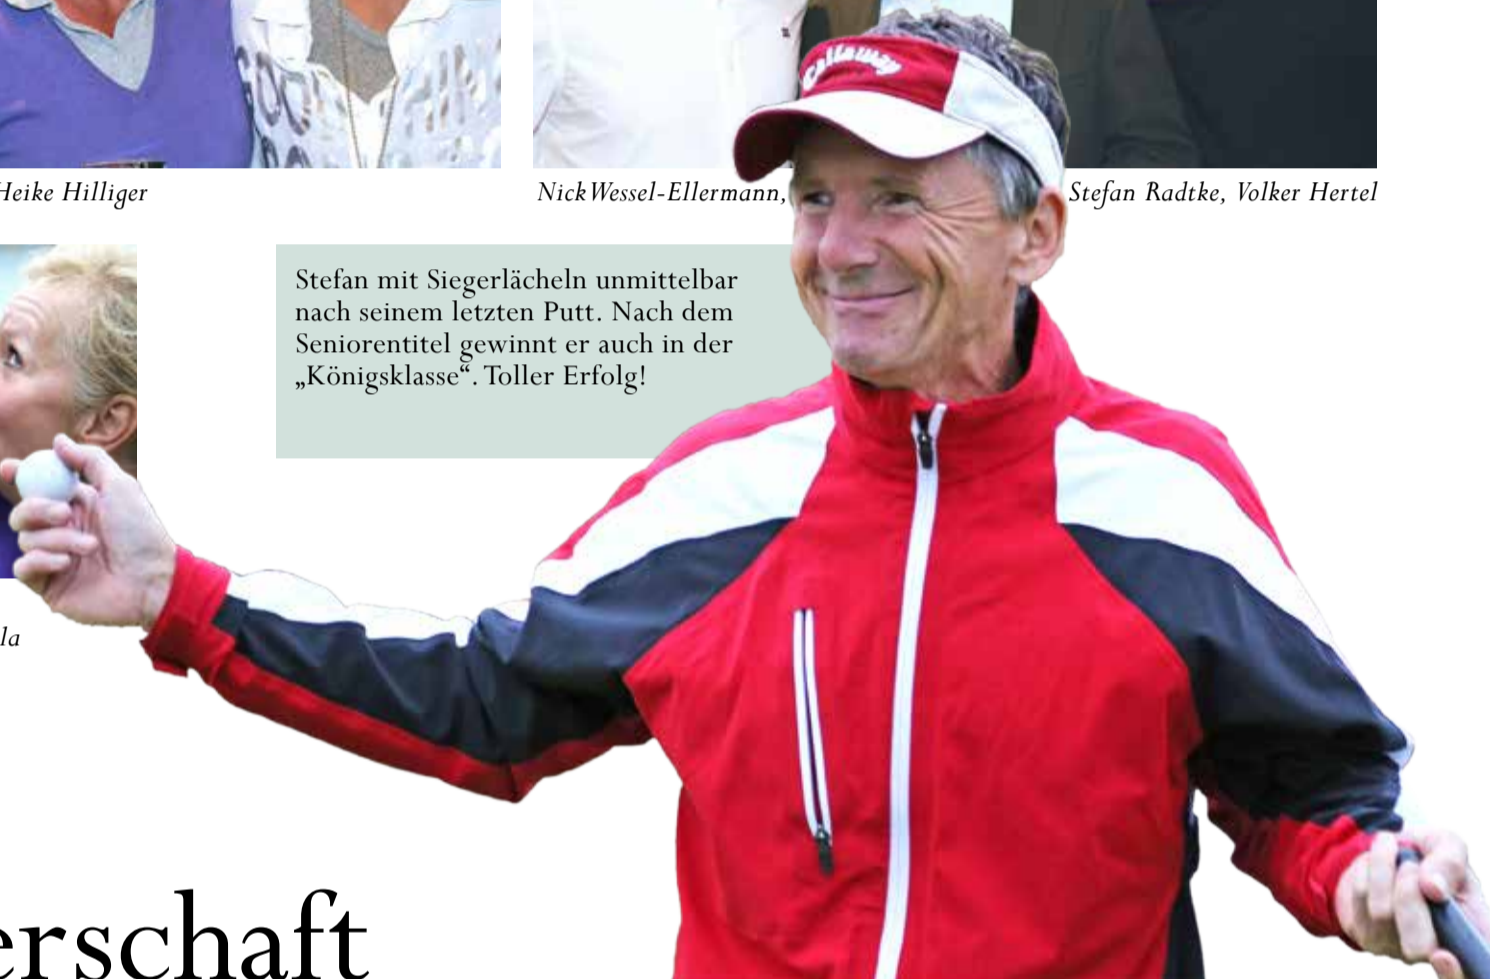 Callaway
Heike Hilliger
Nick Wessel-Ellermann,
Stefan Radtke, Volker Hertel
Stefan mit Siegerlächeln unmittelbar
nach seinem letzten Putt. Nach dem
Seniorentitel gewinnt er auch in der
„Königsklasse“. Toller Erfolg!
la
erschaft